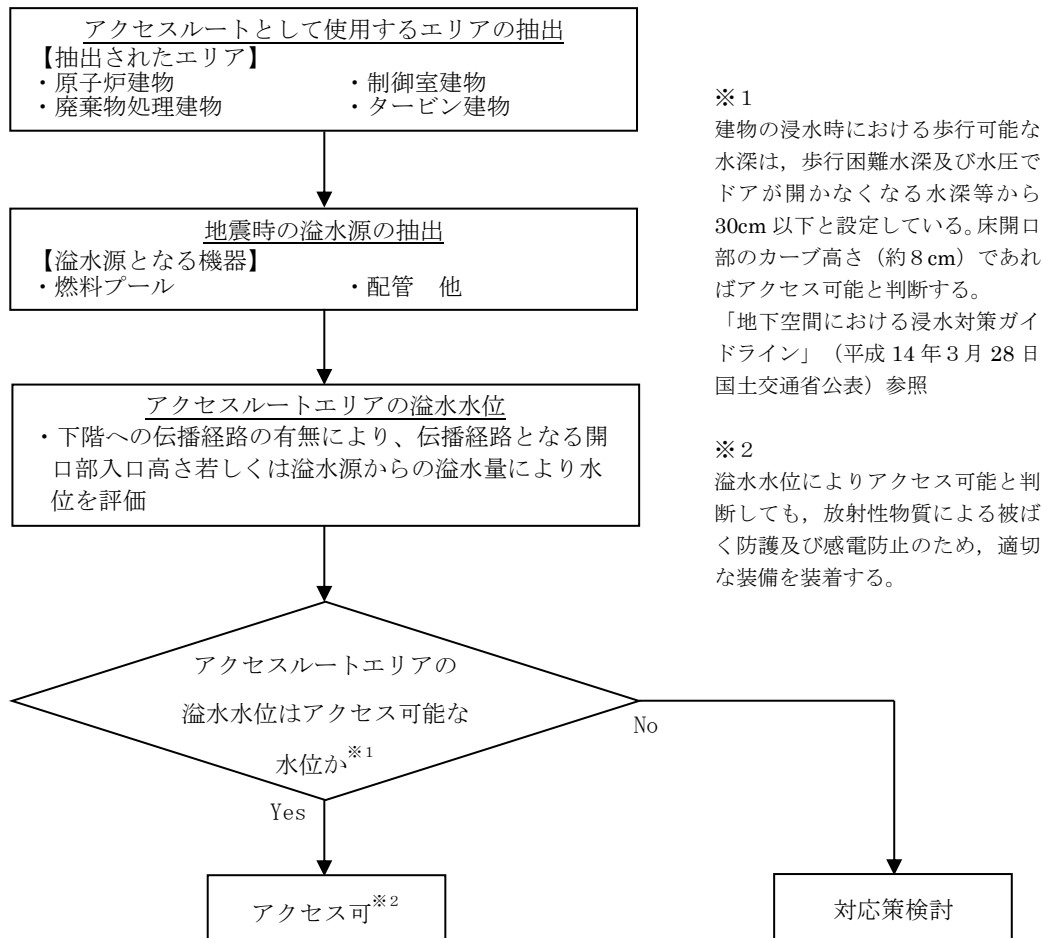 アクセスルートとして使用するエリアの抽出
【抽出されたエリア】
・原子炉建物　・制御室建物
・廃棄物処理建物　・タービン建物
地震時の溢水源の抽出
【溢水源となる機器】
・燃料プール　・配管　他
アクセスルートエリアの溢水水位
・下階への伝播経路の有無により、伝播経路となる開
口部入口高さ若しくは溢水源からの溢水量により水
位を評価
アクセスルートエリアの
溢水水位はアクセス可能な
水位か※1
No
Yes
アクセス可※2
対応策検討
※1
建物の浸水時における歩行可能な
水深は，歩行困難水深及び水圧で
ドアが開かなくなる水深等から
30cm 以下と設定している。床開口
部のカーブ高さ（約８cm）であれ
ばアクセス可能と判断する。
「地下空間における浸水対策ガイ
ドライン」（平成 14 年３月 28 日
国土交通省公表）参照
※2
溢水水位によりアクセス可能と判
断しても，放射性物質による被ば
く防護及び感電防止のため，適切
な装備を装着する。